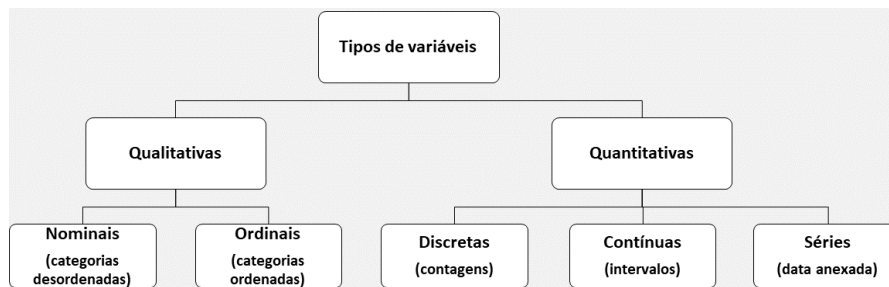 Tipos de variáveis
Qualitativas
Quantitativas
Nominais
(categorias
desordenadas)
Ordinais
(categorias
ordenadas)
Discretas
(contagens)
Contínuas
(intervalos)
Séries
(data anexada)